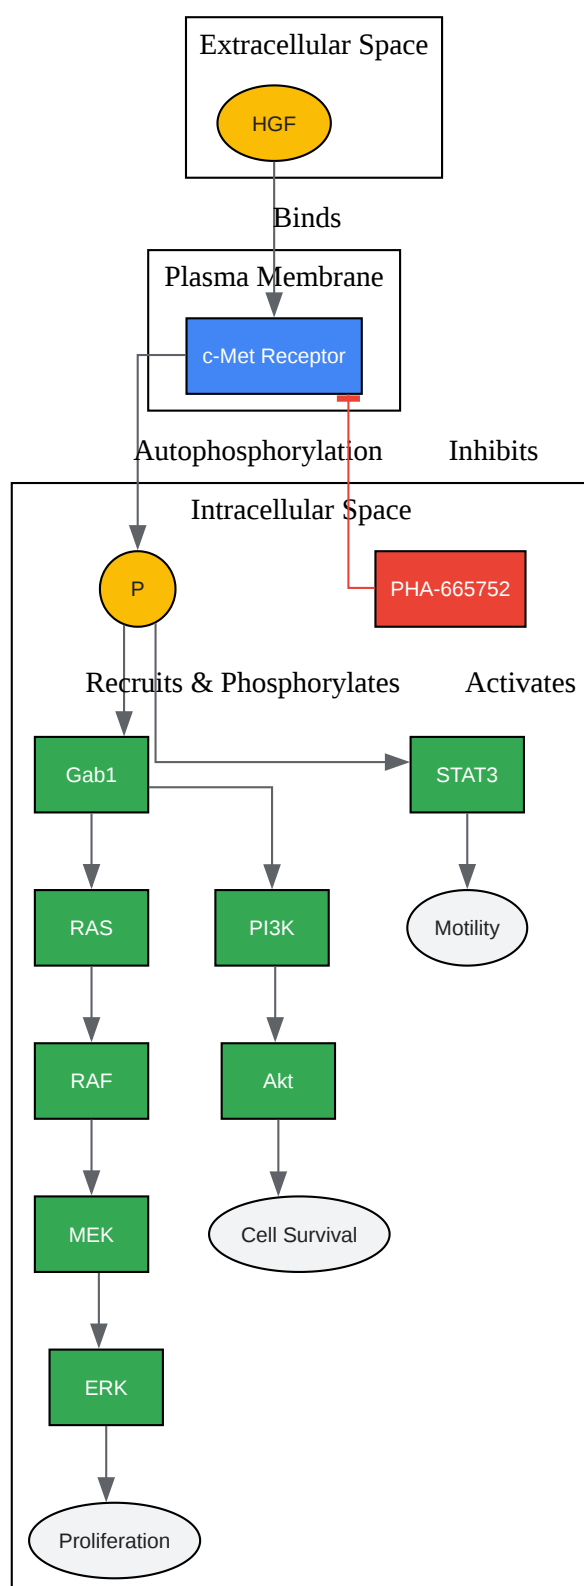 Extracellular Space
HGF
Binds
Plasma Membrane
c-Met Receptor
Autophosphorylation
Inhibits
Intracellular Space
P
PHA-665752
Recruits & Phosphorylates
Activates
Gab1
STAT3
RAS
PI3K
Motility
RAF
Akt
MEK
Cell Survival
ERK
Proliferation